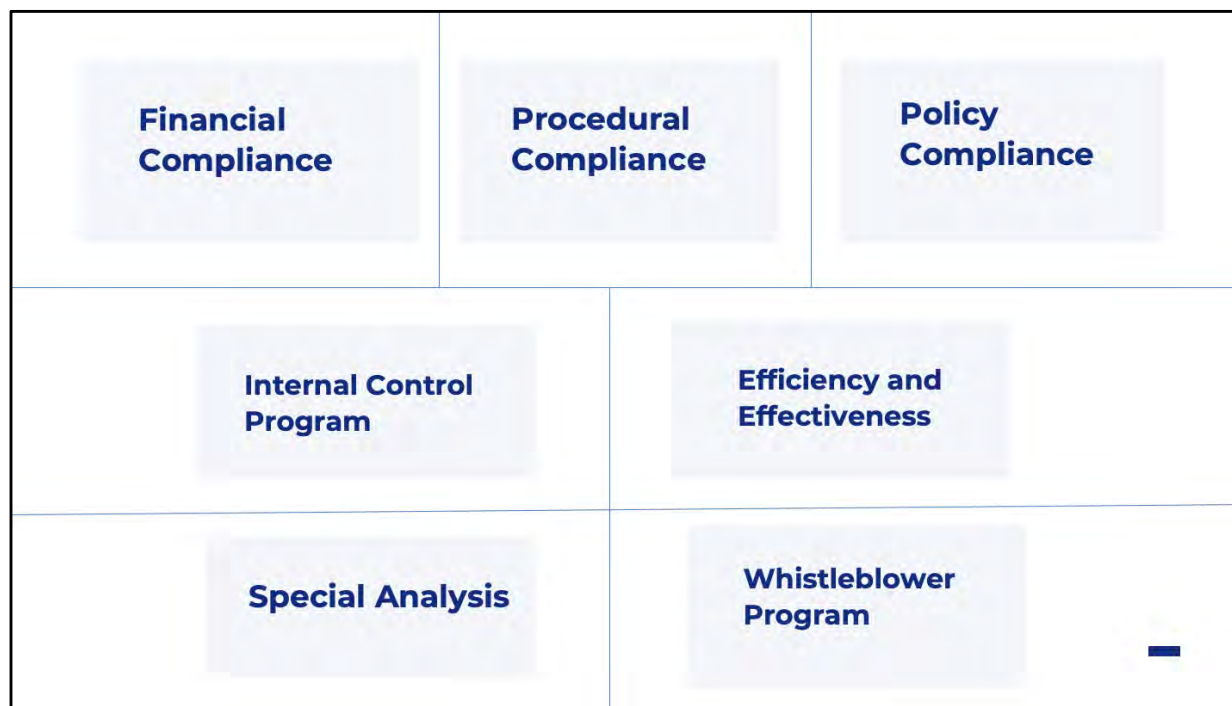 Financial
Compliance
Procedural
Compliance
Policy
Compliance
Internal Control
Program
Efficiency and
Effectiveness
Special Analysis
Whistleblower
Program